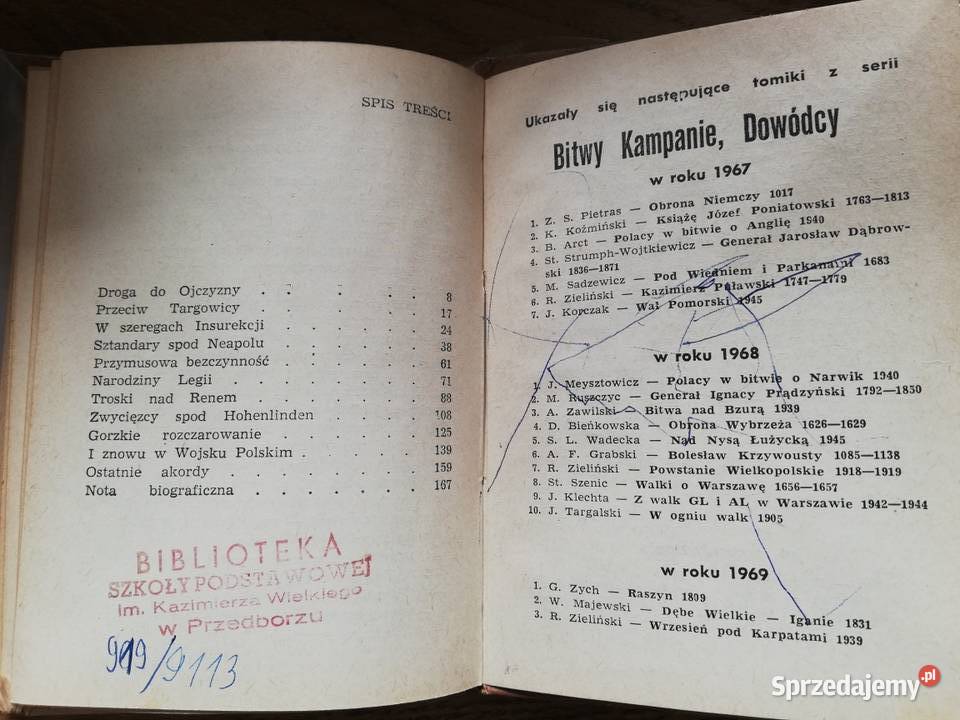 SPIS TREŚCI
Droga do Ojczyzny . . . . . . 8
Przeciw Targowicy . . . . . . 17
W szeregach Insurekcji . . . . . 24
Sztandary spod Neapolu . . . . . 38
Przymusowa bezczynność . . . . . 61
Narodziny Legii . . . . . . . 71
Troski nad Renem . . . . . . 88
Zwycięzcy spod Hohenlinden . . . . 108
Gorzkie rozczarowanie . . . . . 125
I znowu w Wojsku Polskim . . . . . 139
Ostatnie akordy . . . . . . . 159
Nota biograficzna . . . . . . 167
BIBLIOTEKA
SZKOŁY PODSTAWOWEJ
im. Kazimierza Wielkiego
w Przedborzu
919/9113
Ukazały się następujące tomiki z serii
Bitwy Kampanie, Dowódcy
w roku 1967
1. Z. S. Pietras — Obrona Niemczy 1017
2. K. Koźmiński — Książę Józef Poniatowski 1763—1813
3. B. Arct — Polacy w bitwie o Anglię 1940
4. St. Strumph-Wojtkiewicz — Generał Jarosław Dąbrow-
ski 1836—1871
5. M. Sadzewicz — Pod Wiedniem i Parkanami 1683
6. R. Zieliński — Kazimierz Puławski 1747—1779
7. J. Korczak — Wał Pomorski 1945
w roku 1968
1. J. Meysztowicz — Polacy w bitwie o Narwik 1940
2. M. Ruszczyc — Generał Ignacy Prądzyński 1792—1850
3. A. Zawilski — Bitwa nad Bzurą 1939
4. D. Bieńkowska — Obrona Wybrzeża 1626—1629
5. S. L. Wadecka — Nad Nysą Łużycką 1945
6. A. F. Grabski — Bolesław Krzywousty 1085—1138
7. R. Zieliński — Powstanie Wielkopolskie 1918—1919
8. St. Szenic — Walki o Warszawę 1656—1657
9. J. Klechta — Z walk GL i AL w Warszawie 1942—1944
10. J. Targalski — W ogniu walk 1905
w roku 1969
1. G. Zych — Raszyn 1809
2. W. Majewski — Dębe Wielkie — Iganie 1831
3. R. Zieliński — Wrzesień pod Karpatami 1939
Sprzedajemy.pl